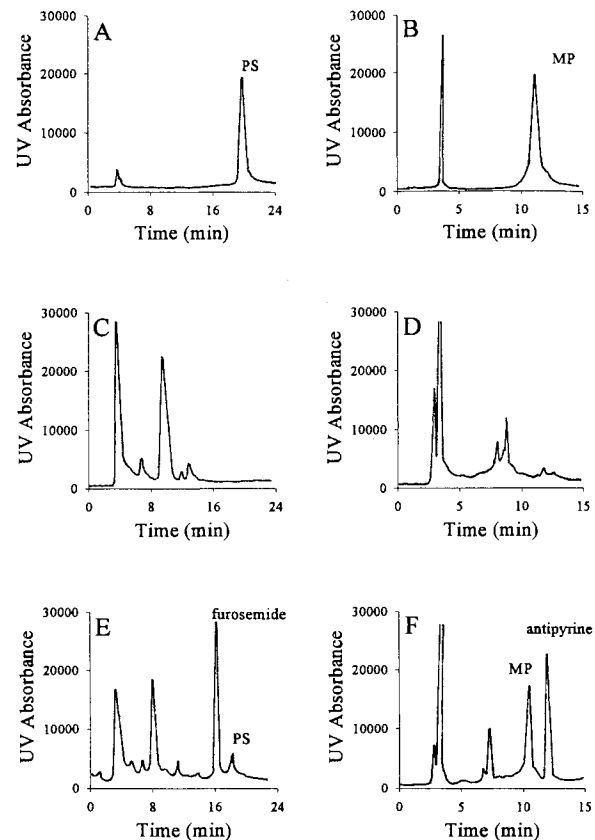 A
PS
UV Absorbance
30000
20000
10000
0
0 8 16 24
Time (min)
B
MP
UV Absorbance
30000
20000
10000
0
0 5 10 15
Time (min)
C
UV Absorbance
30000
20000
10000
0
0 8 16 24
Time (min)
D
UV Absorbance
30000
20000
10000
0
0 5 10 15
Time (min)
E
furosemide
PS
UV Absorbance
30000
20000
10000
0
0 8 16 24
Time (min)
F
antipyrine
MP
UV Absorbance
30000
20000
10000
0
0 5 10 15
Time (min)